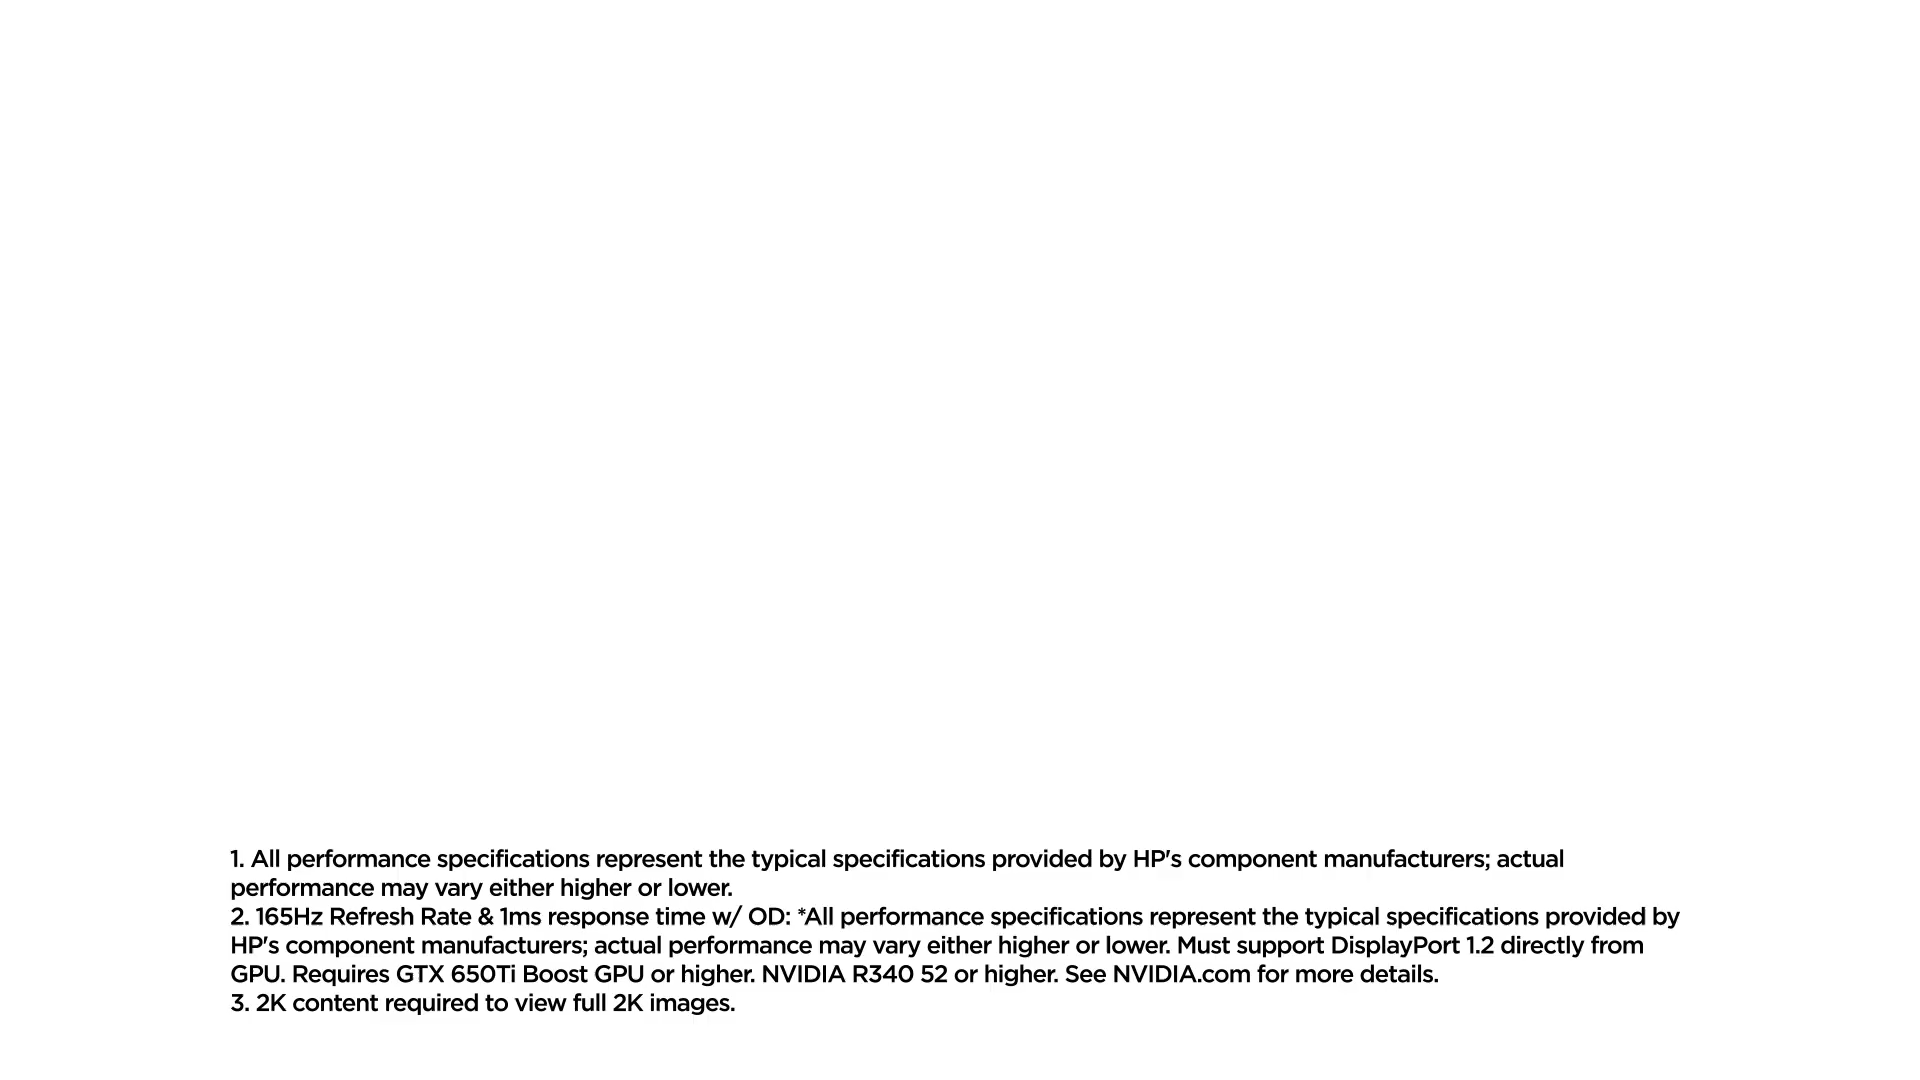 1. All performance specifications represent the typical specifications provided by HP's component manufacturers; actual
performance may vary either higher or lower.
2. 165Hz Refresh Rate & 1ms response time w/ OD: *All performance specifications represent the typical specifications provided by
HP's component manufacturers; actual performance may vary either higher or lower. Must support DisplayPort 1.2 directly from
GPU. Requires GTX 650Ti Boost GPU or higher. NVIDIA R340 52 or higher. See NVIDIA.com for more details.
3. 2K content required to view full 2K images.